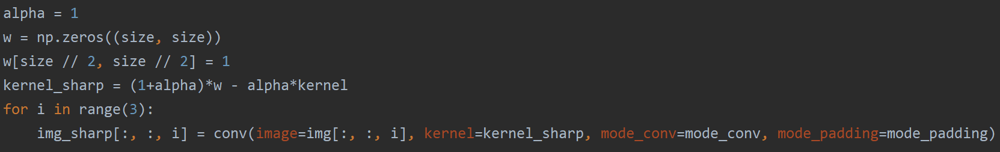 alpha = 1
w = np.zeros((size, size))
w[size // 2, size // 2] = 1
kernel_sharp = (1+alpha)*w - alpha*kernel
for i in range(3):
    img_sharp[:, :, i] = conv(image=img[:, :, i], kernel=kernel_sharp, mode_conv=mode_conv, mode_padding=mode_padding)